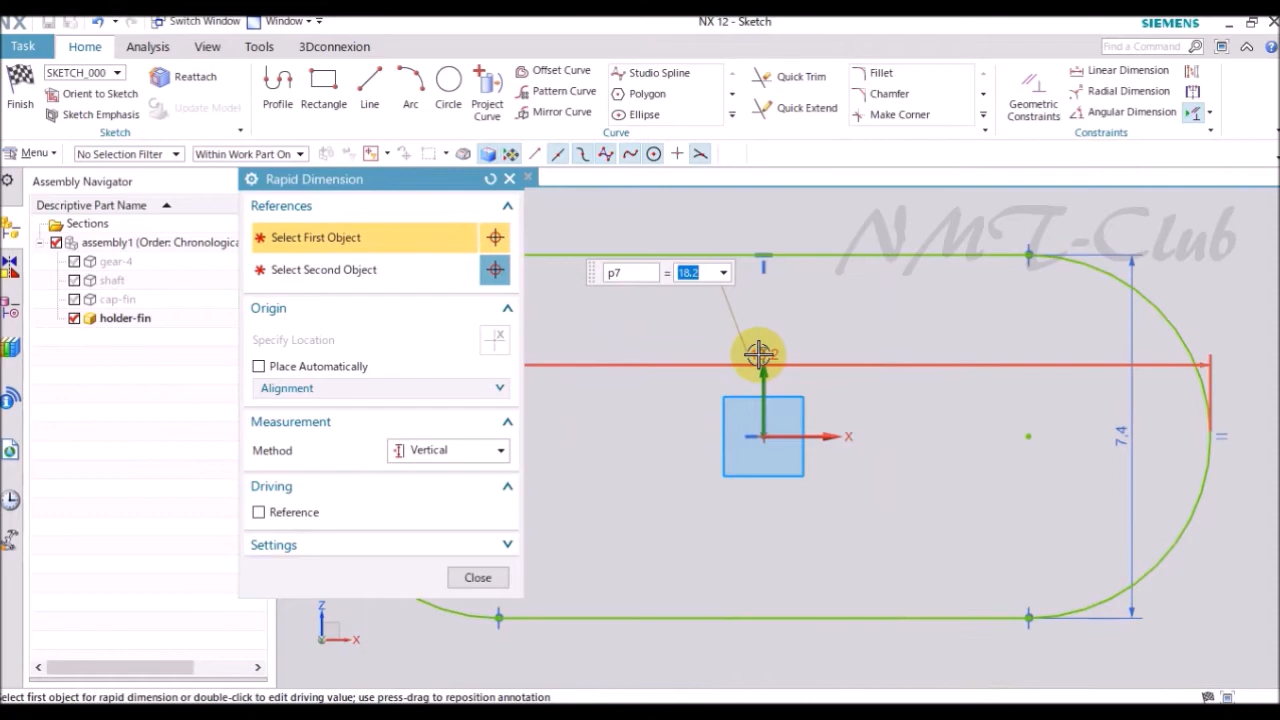 NX Switch Window Window NX 12 - Sketch SIEMENS
Task Home Analysis View Tools 3Dconnexion Find a Command
SKETCH_000 Reattach
Orient to Sketch Update Model
Finish Sketch Emphasis
Sketch
Profile Rectangle Line Arc Circle Project Curve
Offset Curve Studio Spline Quick Trim Fillet
Pattern Curve Polygon Quick Extend Chamfer
Mirror Curve Ellipse Make Corner
Curve
Geometric Constraints
Linear Dimension
Radial Dimension
Angular Dimension
Constraints
Menu No Selection Filter Within Work Part On
Assembly Navigator
Descriptive Part Name
Sections
assembly1 (Order: Chronologica
gear-4
shaft
cap-fin
holder-fin
Rapid Dimension
References
* Select First Object
* Select Second Object
Origin
Specify Location
Place Automatically
Alignment
Measurement
Method Vertical
Driving
Reference
Settings
Close
NMT-Club
p7 = 18.2
X
7.4
Z
X
elect first object for rapid dimension or double-click to edit driving value; use press-drag to reposition annotation